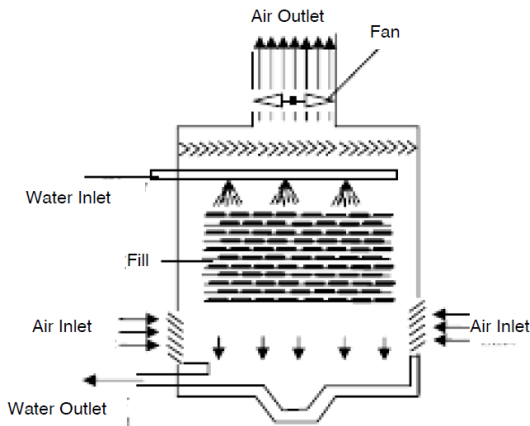 Air Outlet
Fan
Water Inlet
Fill
Air Inlet
Air Inlet
Water Outlet